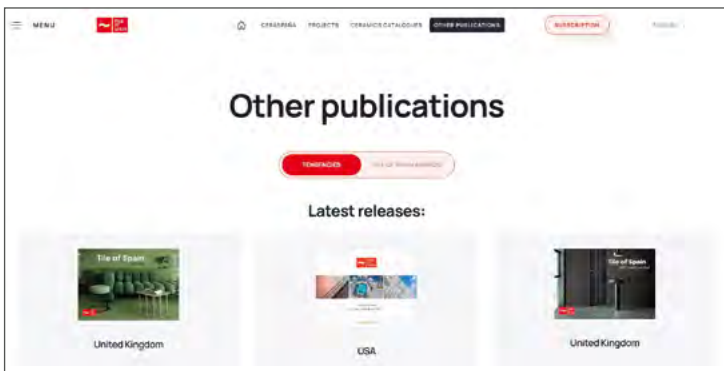 MENU
CERASPAÑA PROJECTS CERAMICS CATALOGUES OTHER PUBLICATIONS
SUBSCRIPTION
Other publications
TENDENCIES
Latest releases:
Tile of Spain
Tile of Spain
United Kingdom
USA
United Kingdom